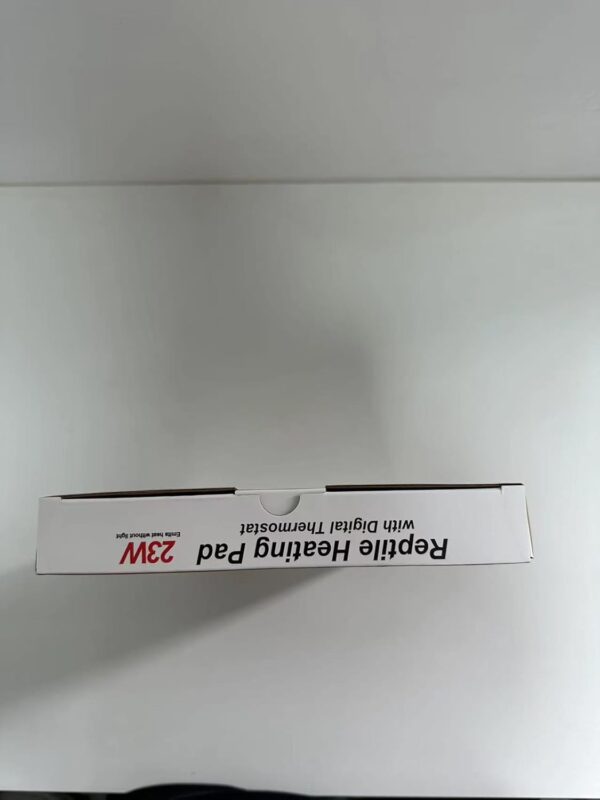 Reptile Heating Pad
with Digital Thermostat
23W
Emits heat without light